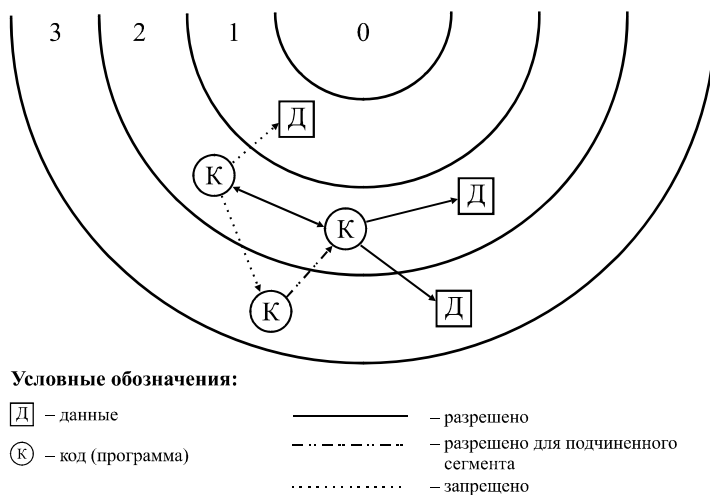 3 2 1 0
Д
К
Д
К
К
Д
Условные обозначения:
Д – данные
К – код (программа)
– разрешено
– разрешено для подчиненного
сегмента
– запрещено